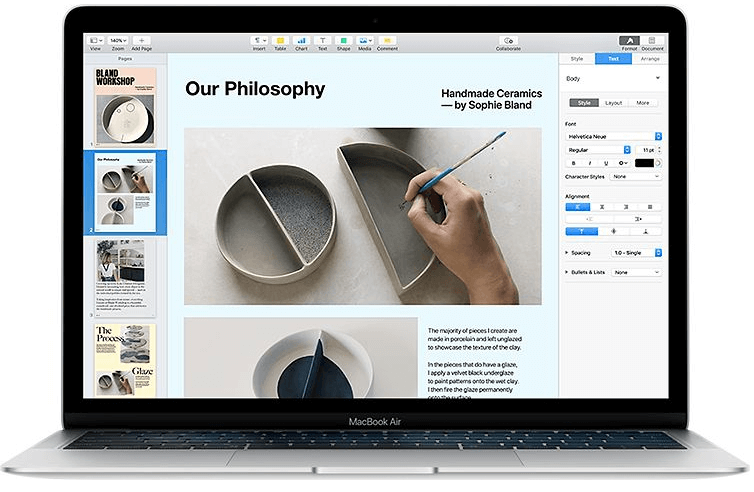 View
140%
Zoom
Add Page
Insert
Table
Chart
Text
Shape
Media
Comment
Collaborate
Format
Document
Pages
Style
Text
Arrange
BLAND
WORKSHOP
1
Our Philosophy
2
3
The
Process
Glaze
Our Philosophy
Handmade Ceramics
— by Sophie Bland
The majority of pieces I create are
made in porcelain and left unglazed
to showcase the texture of the clay.
In the pieces that do have a glaze,
I apply a velvet black underglaze
to paint patterns onto the wet clay.
I then fire the glaze permanently
onto the surface
Body
Style
Layout
More
Font
Helvetica Neue
Regular
11 pt
B
I
U
Character Styles
None
Alignment
Spacing
1.0 - Single
Bullets & Lists
None
MacBook Air